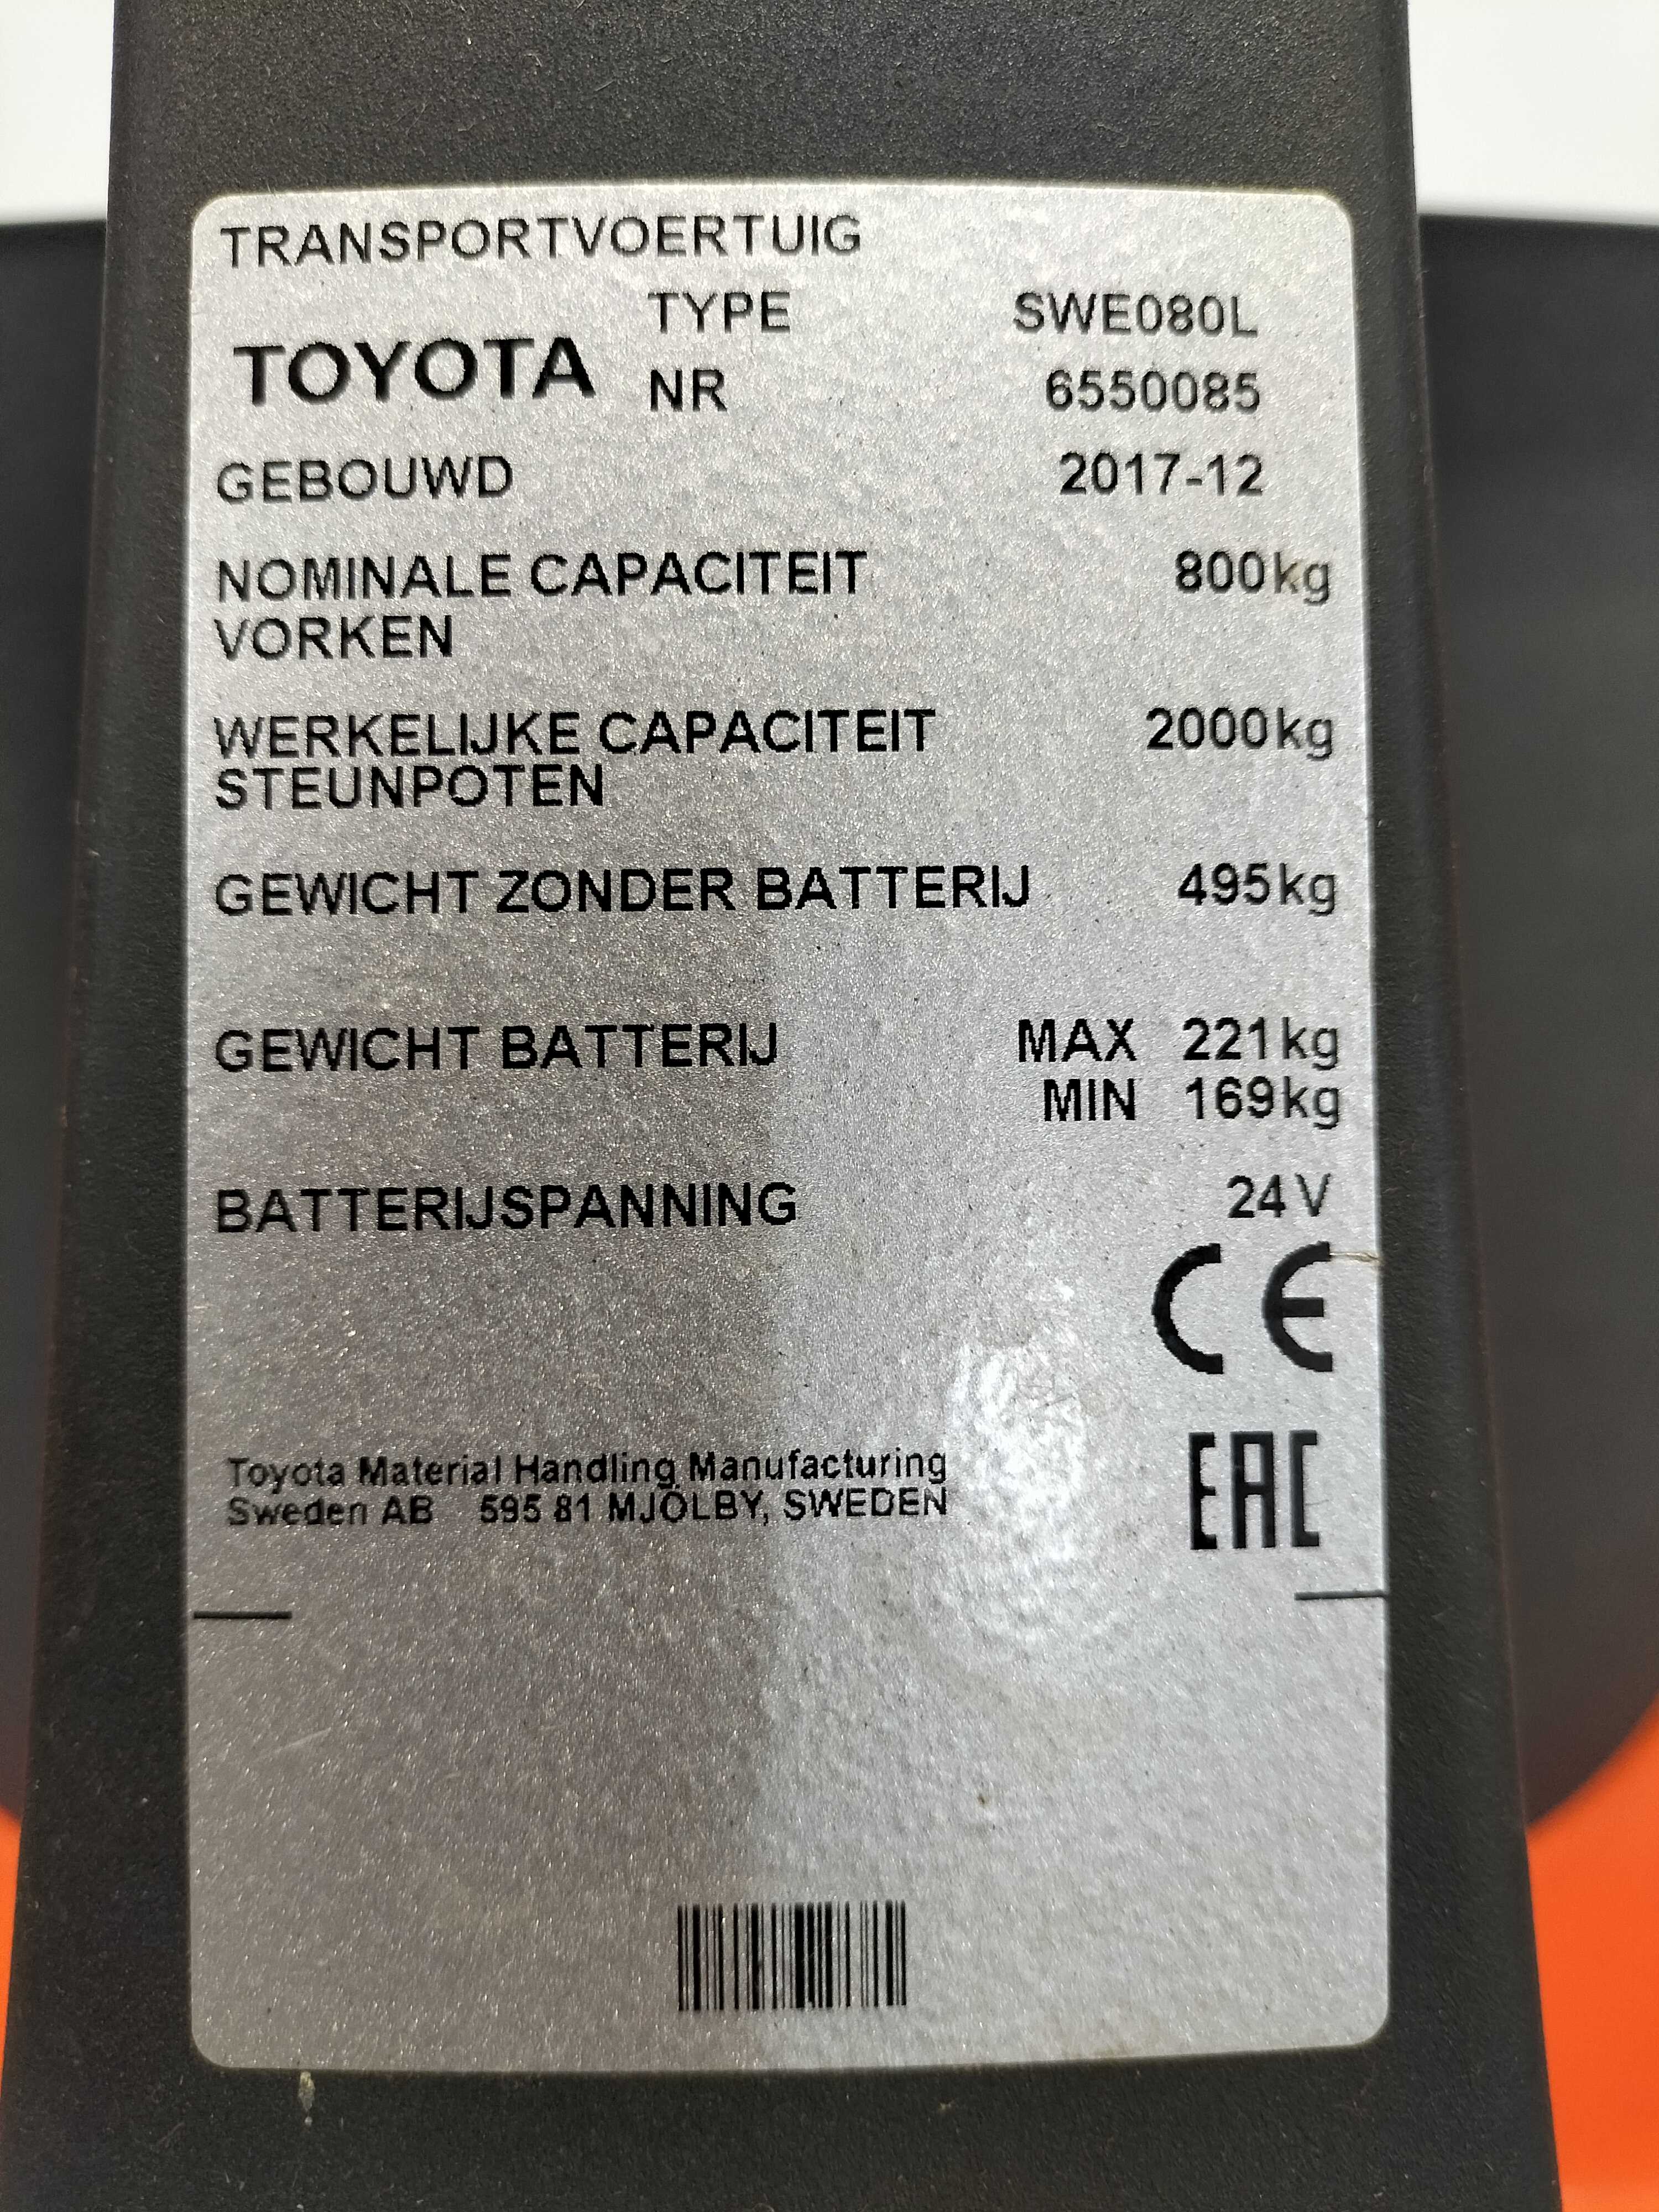 TRANSPORTVOERTUIG
TYPE SWE080L
TOYOTA
NR 6550085
GEBOUWD 2017-12
NOMINALE CAPACITEIT 800kg
VORKEN
WERKELIJKE CAPACITEIT 2000kg
STEUNPOTEN
GEWICHT ZONDER BATTERIJ 495kg
GEWICHT BATTERIJ MAX 221kg
MIN 169kg
BATTERIJSPANNING 24V
CE
Toyota Material Handling Manufacturing
Sweden AB 595 81 MJÖLBY, SWEDEN
EAC